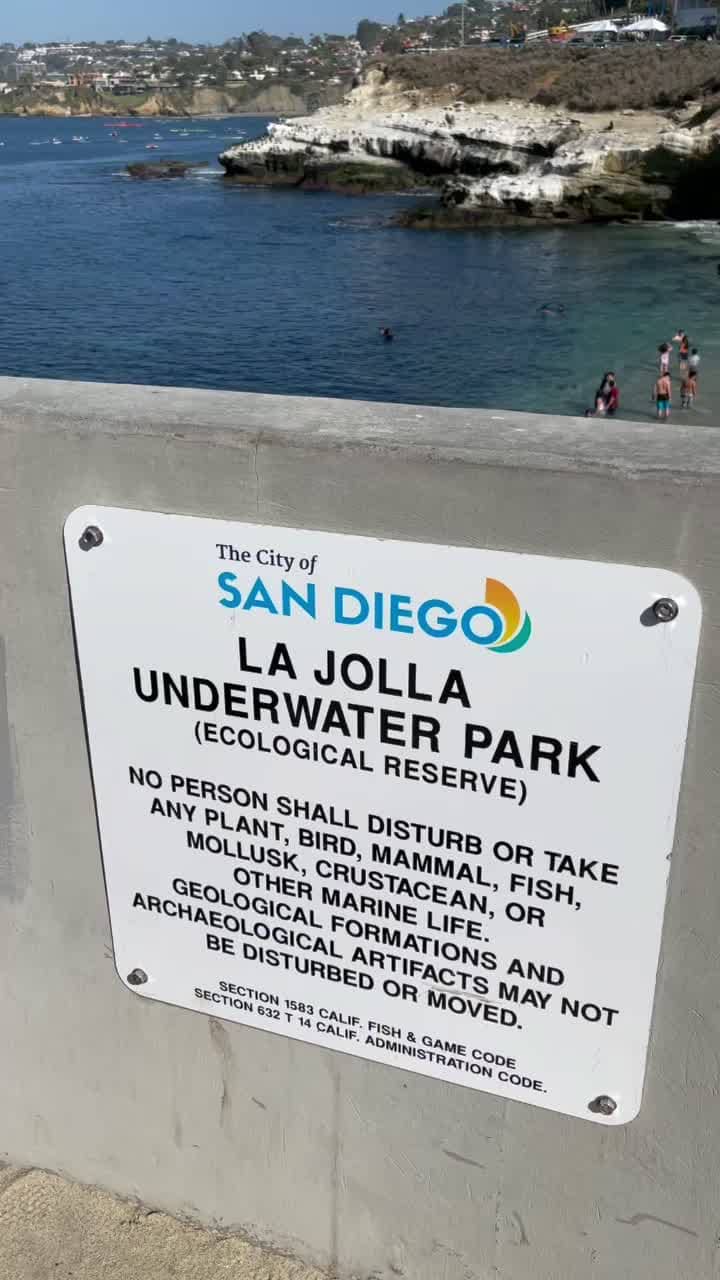 The City of
SAN DIEGO
LA JOLLA
UNDERWATER PARK
(ECOLOGICAL RESERVE)
NO PERSON SHALL DISTURB OR TAKE
ANY PLANT, BIRD, MAMMAL, FISH,
MOLLUSK, CRUSTACEAN, OR
OTHER MARINE LIFE.
GEOLOGICAL FORMATIONS AND
ARCHAEOLOGICAL ARTIFACTS MAY NOT
BE DISTURBED OR MOVED.
SECTION 1583 CALIF. FISH & GAME CODE
SECTION 632 T 14 CALIF. ADMINISTRATION CODE.